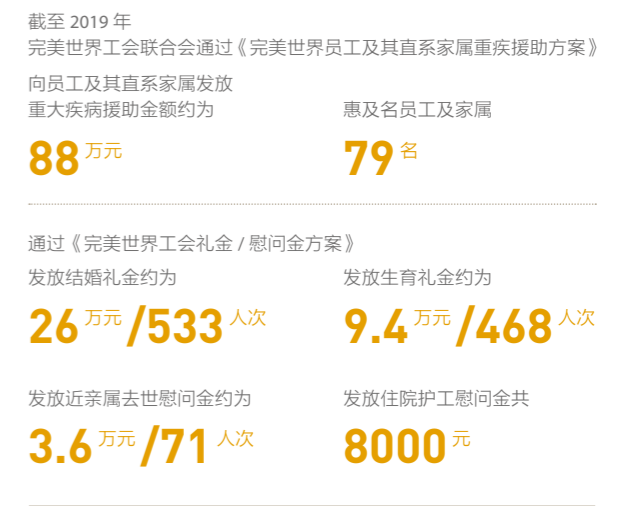 截至 2019 年
完美世界工会联合会通过《完美世界员工及其直系家属重疾援助方案》
向员工及其直系家属发放
重大疾病援助金额约为
88 万元
惠及名员工及家属
79 名
通过《完美世界工会礼金 / 慰问金方案》
发放结婚礼金约为
26 万元 /533 人次
发放生育礼金约为
9.4 万元 /468 人次
发放近亲属去世慰问金约为
3.6 万元 /71 人次
发放住院护工慰问金共
8000 元